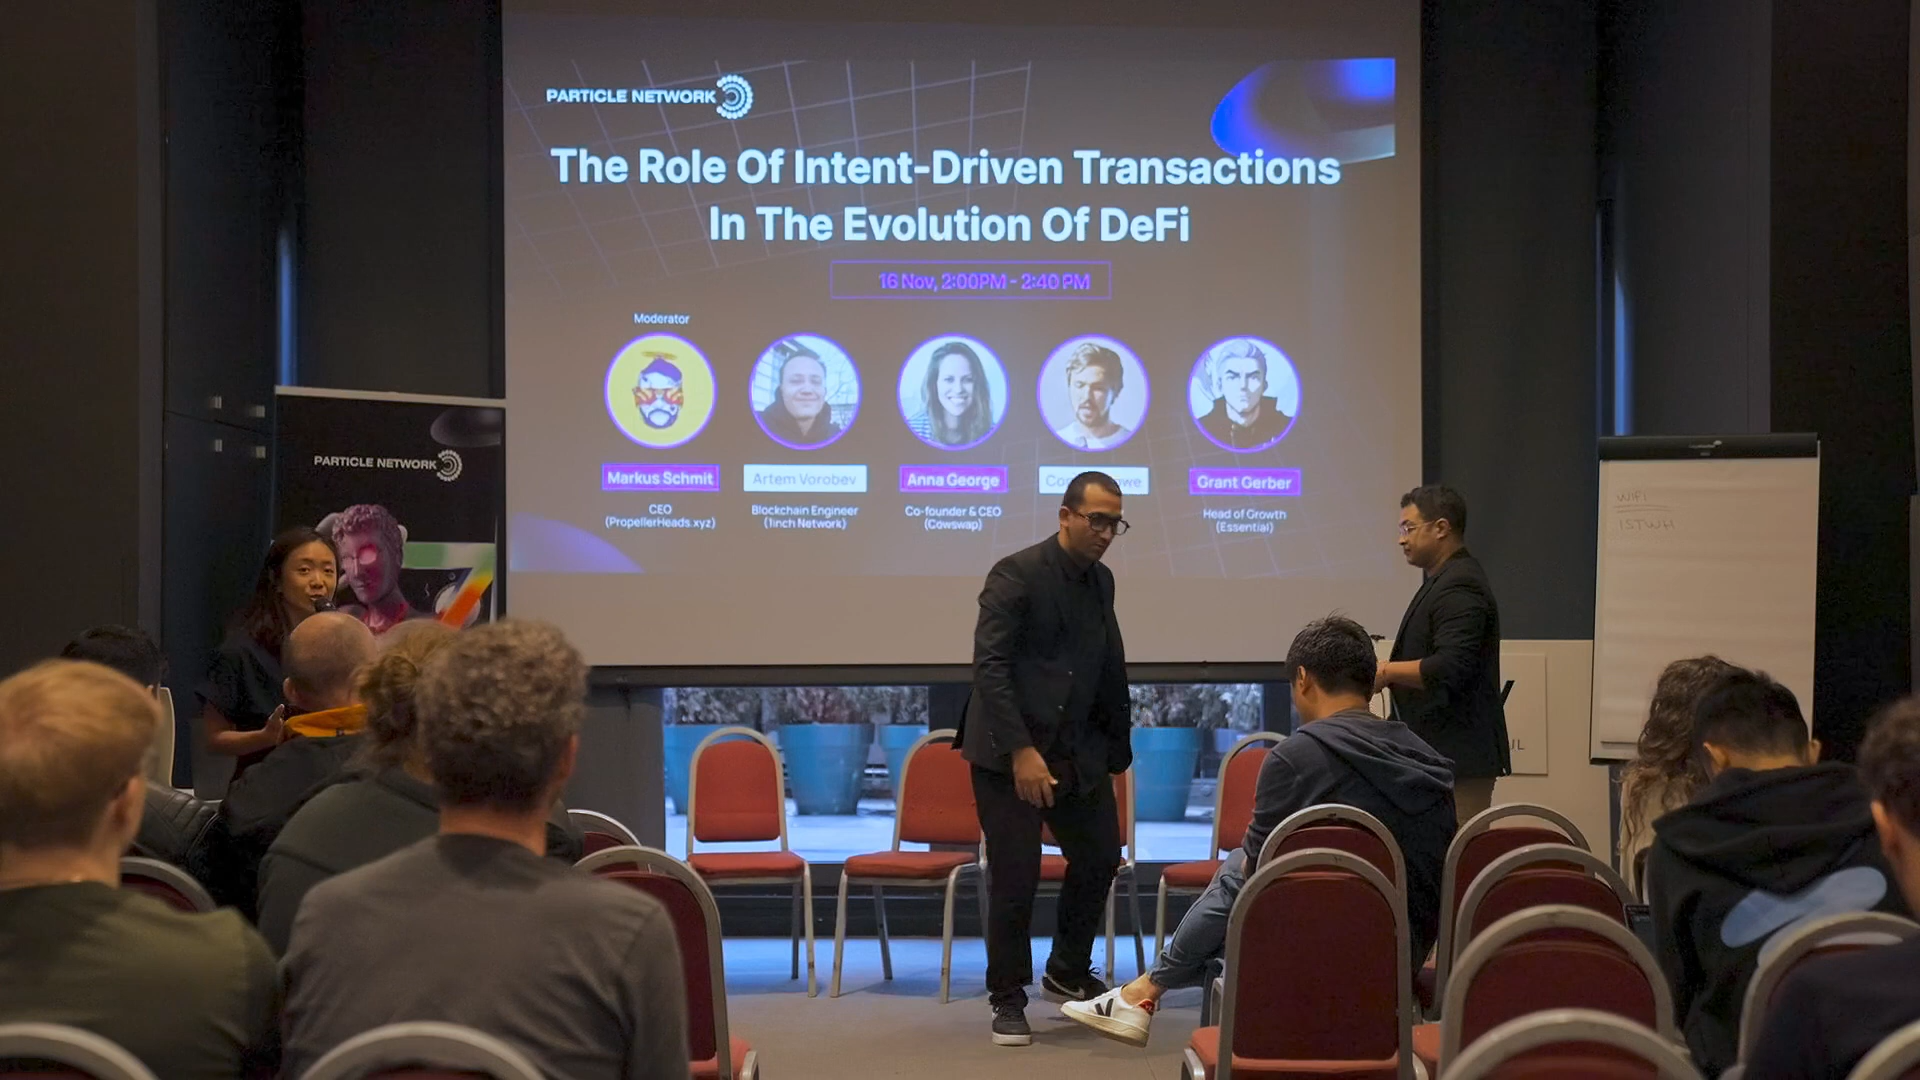 PARTICLE NETWORK
The Role Of Intent-Driven Transactions
In The Evolution Of DeFi
16 Nov, 2:00PM - 2:40 PM
Moderator
Markus Schmit
CEO
(PropellerHeads.xyz)
Artem Vorobev
Blockchain Engineer
(1inch Network)
Anna George
Co-founder & CEO
(Cowswap)
Grant Gerber
Head of Growth
(Essential)
PARTICLE NETWORK
WIFI